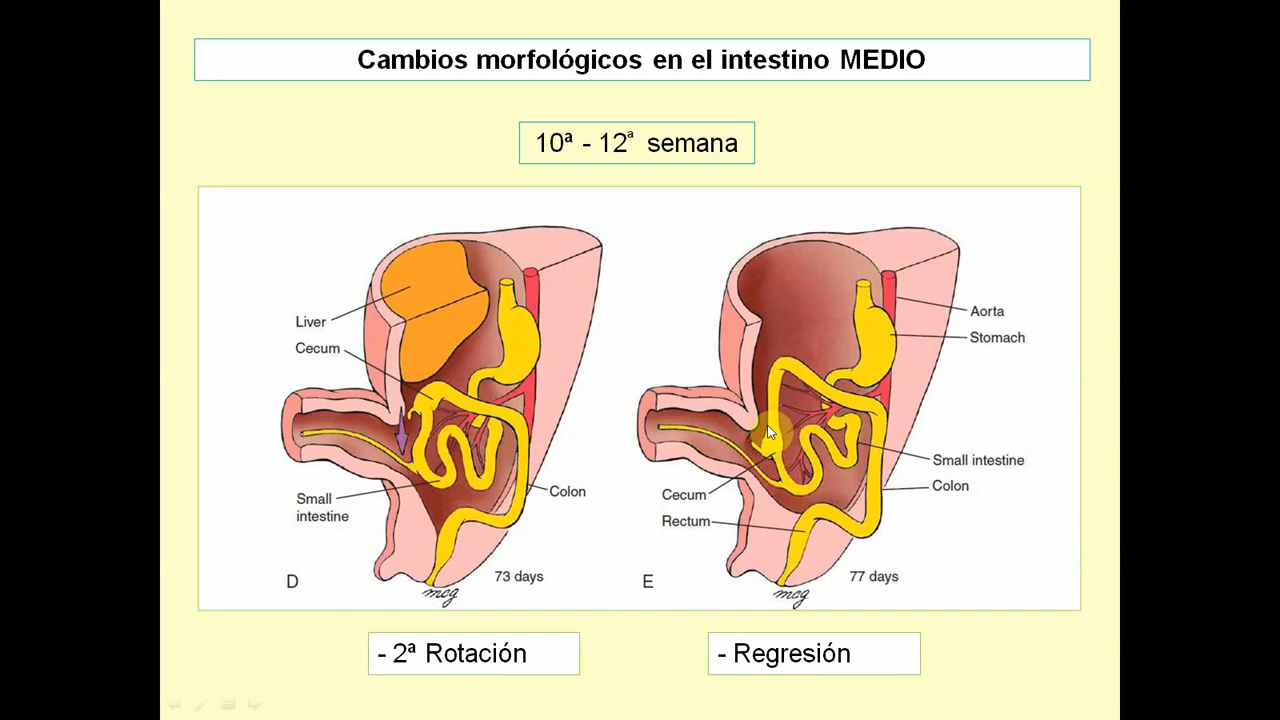 Cambios morfológicos en el intestino MEDIO
10ª - 12ª semana
Liver
Cecum
Small
intestine
Colon
D
73 days
mcg
Aorta
Stomach
Small intestine
Colon
Cecum
Rectum
E
77 days
mcg
- 2ª Rotación
- Regresión